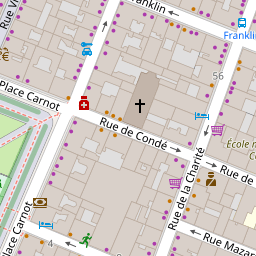 Franklin
Rue V
Franklin
56
Place Carnot
Rue de Condé
École m
C
Rue de
Rue de la Charité
Place Carnot
4
Rue Mazar